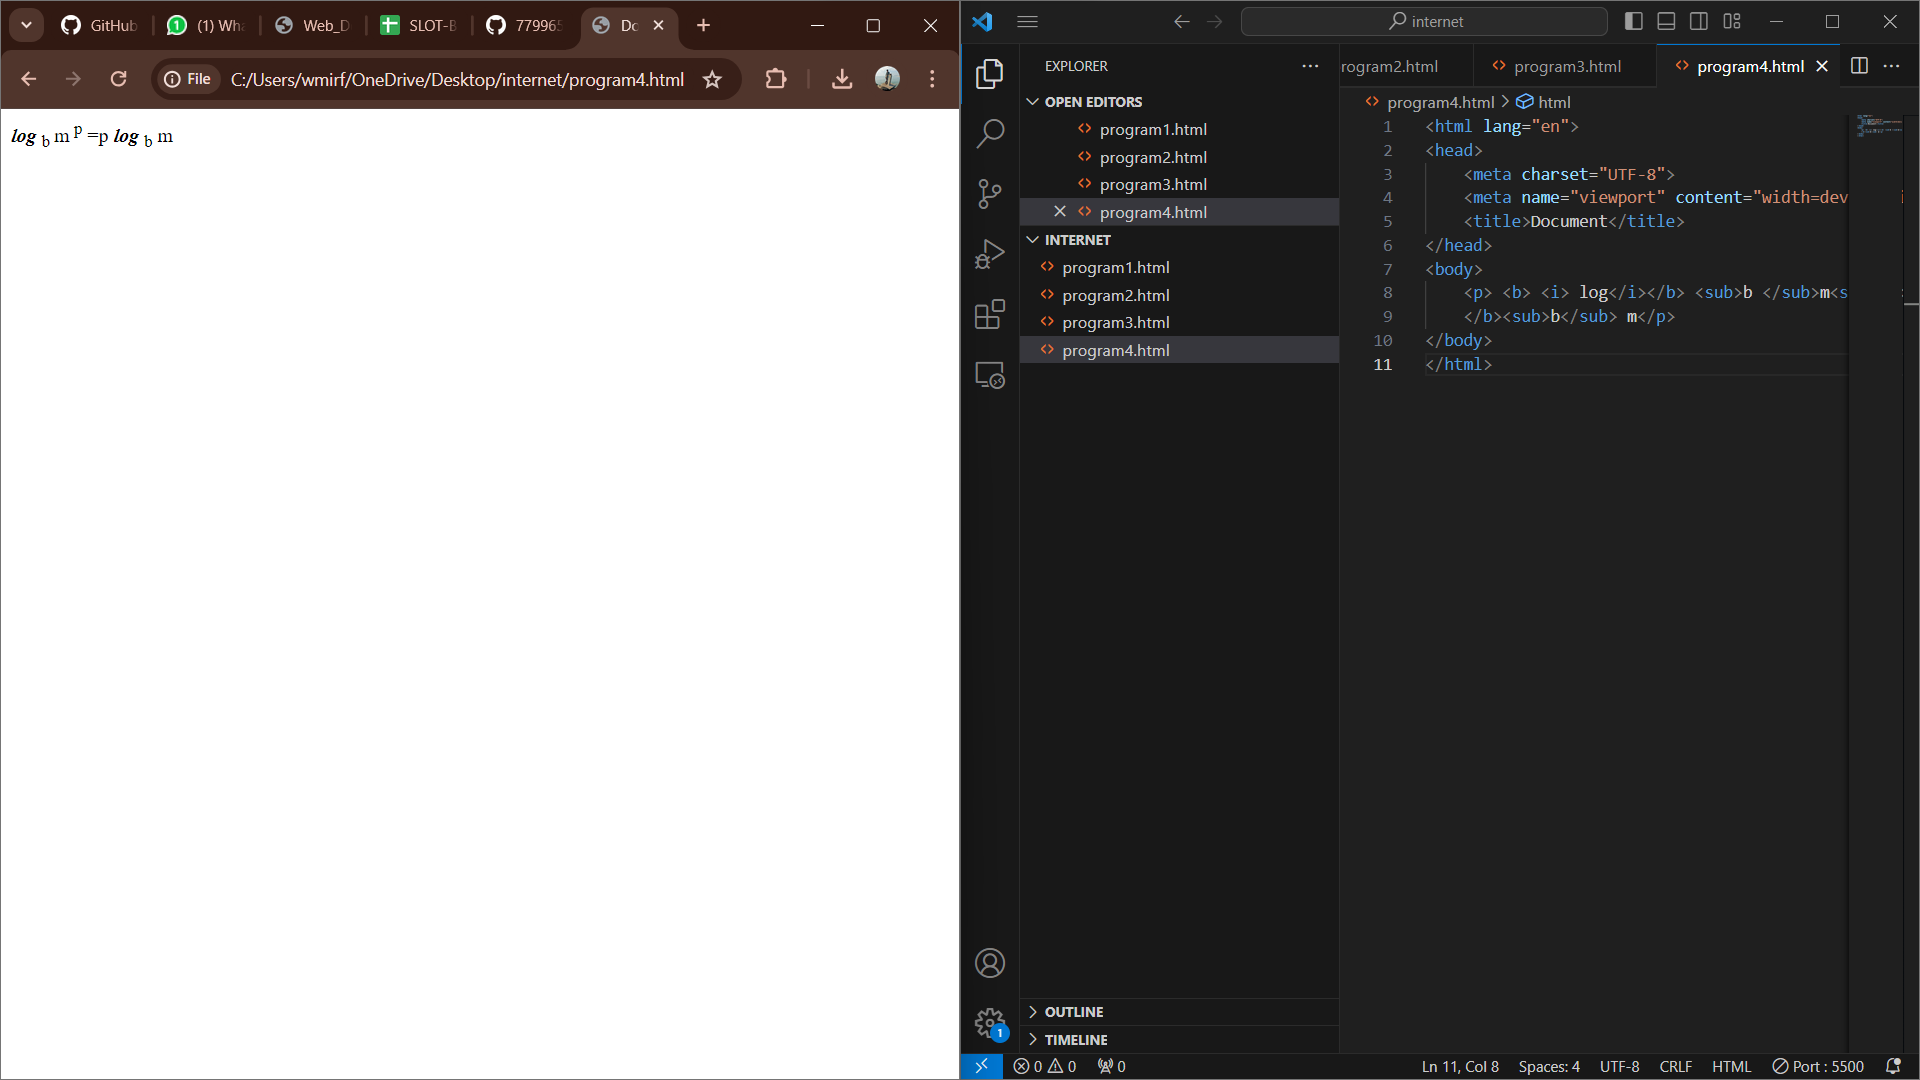 GitHub
(1) Wha
Web_D
SLOT-B
77996
Do
File
C:/Users/wmirf/OneDrive/Desktop/internet/program4.html
log b m p =p log b m
internet
EXPLORER
OPEN EDITORS
program1.html
program2.html
program3.html
program4.html
INTERNET
program1.html
program2.html
program3.html
program4.html
OUTLINE
TIMELINE
rogram2.html
program3.html
program4.html
program4.html > html
1 <html lang="en">
2 <head>
3 <meta charset="UTF-8">
4 <meta name="viewport" content="width=dev
5 <title>Document</title>
6 </head>
7 <body>
8 <p> <b> <i> log</i></b> <sub>b </sub>m<s
9 </b><sub>b</sub> m</p>
10 </body>
11 </html>
1
0 0 0
Ln 11, Col 8 Spaces: 4 UTF-8 CRLF HTML Port : 5500